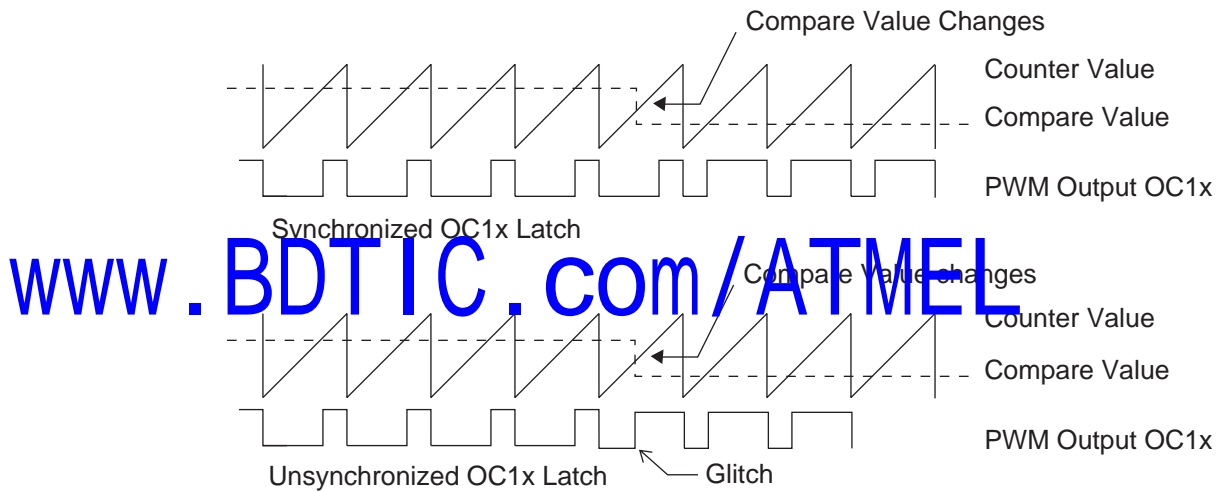 Compare Value Changes
Counter Value
Compare Value
PWM Output OC1x
Synchronized OC1x Latch
www.BDTIC.com/ATMEL
Compare Value changes
Counter Value
Compare Value
PWM Output OC1x
Unsynchronized OC1x Latch
Glitch